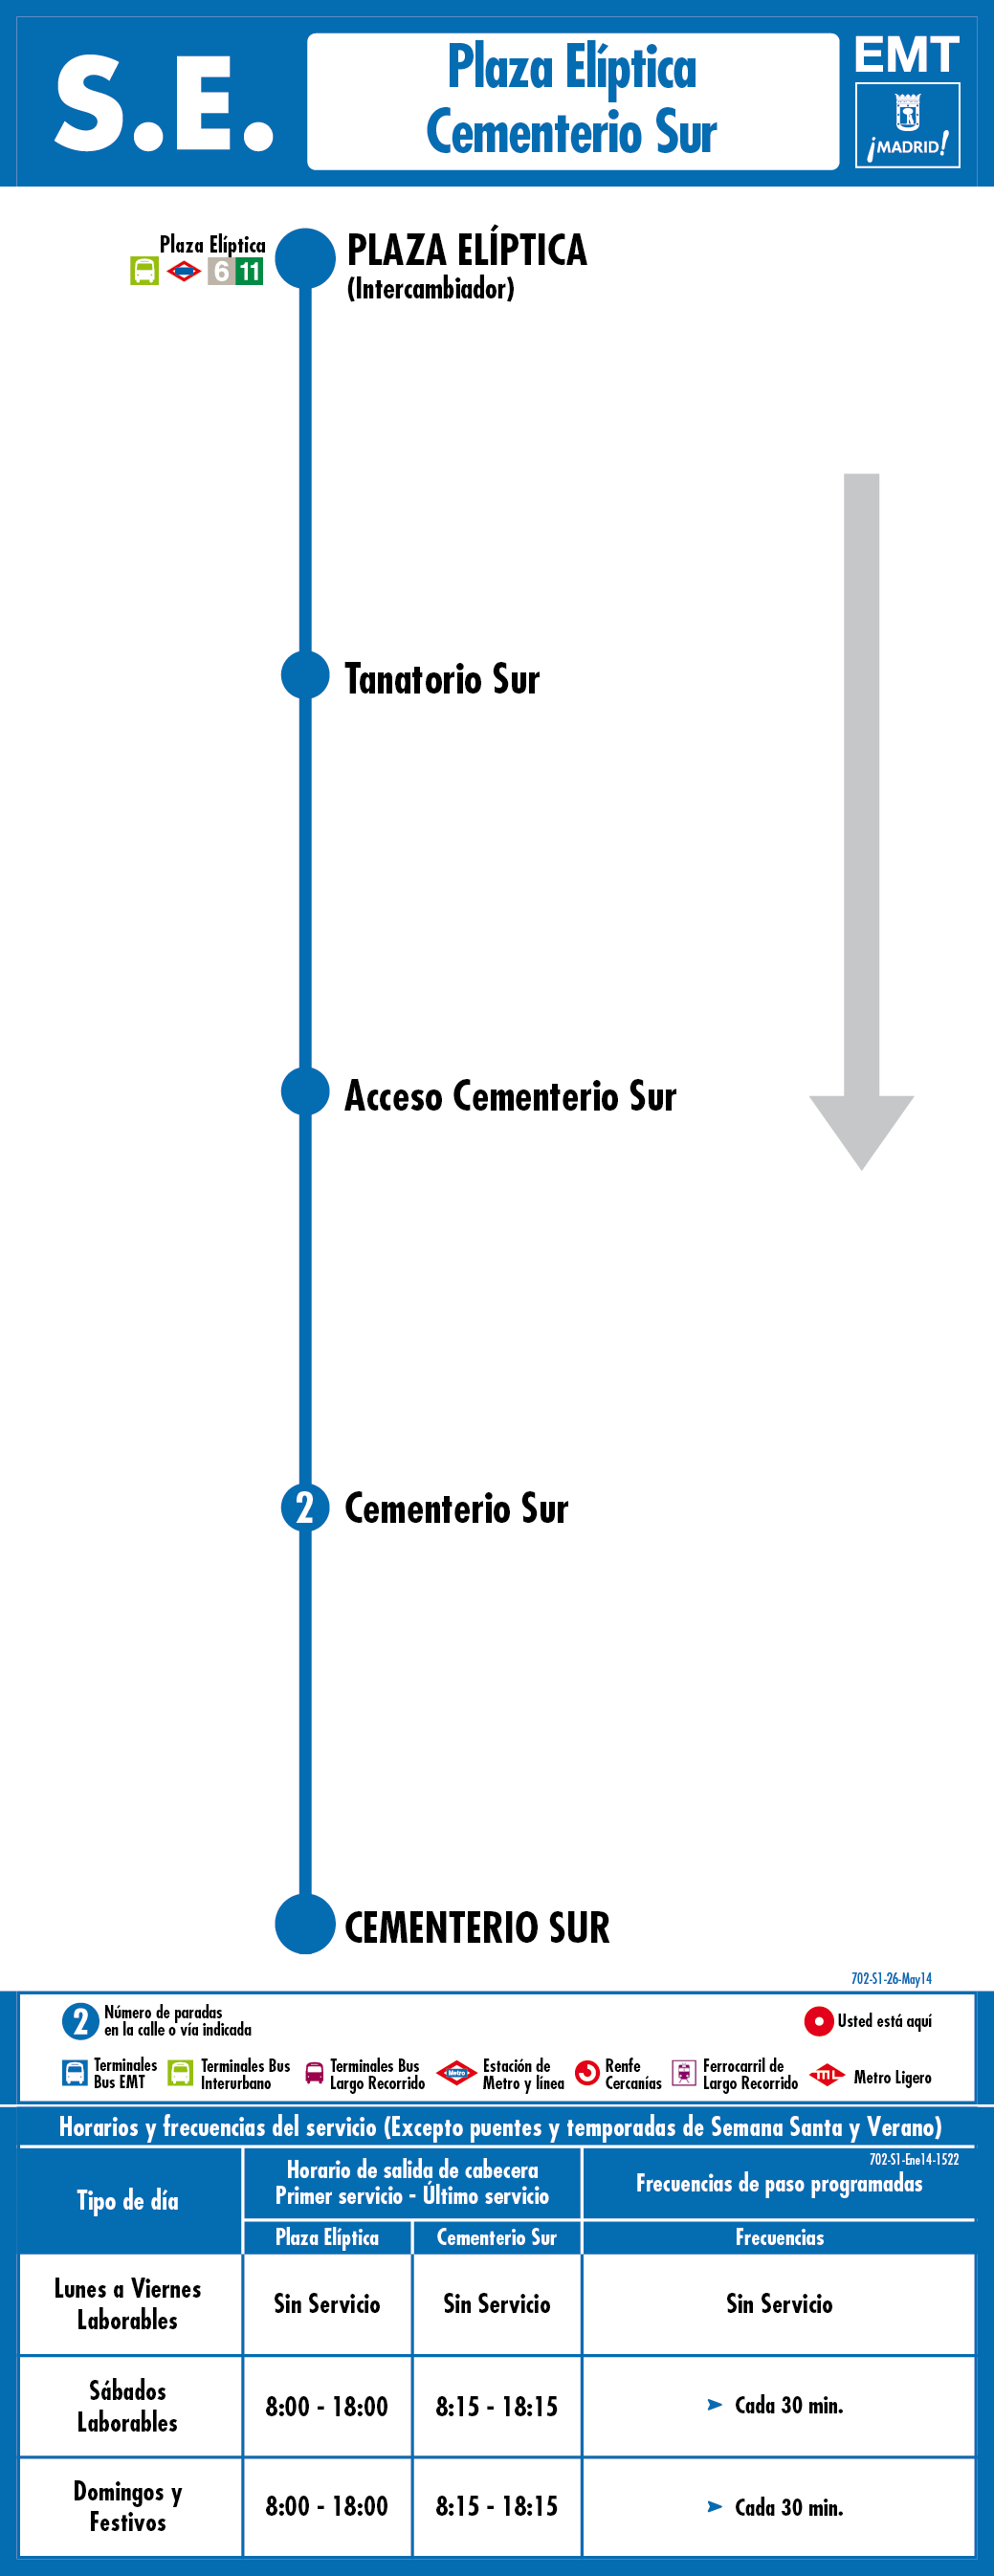 S.E.
Plaza Elíptica
Cementerio Sur
EMT
¡MADRID!
Plaza Elíptica
6 11
PLAZA ELÍPTICA
(Intercambiador)
Tanatorio Sur
Acceso Cementerio Sur
2 Cementerio Sur
CEMENTERIO SUR
702-S1-26-May14
2 Número de paradas
en la calle o vía indicada
Usted está aquí
Terminales
Bus EMT
Terminales Bus
Interurbano
Terminales Bus
Largo Recorrido
Metro
Estación de
Metro y línea
Renfe
Cercanías
Ferrocarril de
Largo Recorrido
ML
Metro Ligero
Horarios y frecuencias del servicio (Excepto puentes y temporadas de Semana Santa y Verano)
702-S1-Ene14-1522
Tipo de día
Horario de salida de cabecera
Primer servicio - Último servicio
Frecuencias de paso programadas
Plaza Elíptica
Cementerio Sur
Frecuencias
Lunes a Viernes
Laborables
Sin Servicio
Sin Servicio
Sin Servicio
Sábados
Laborables
8:00 - 18:00
8:15 - 18:15
➤ Cada 30 min.
Domingos y
Festivos
8:00 - 18:00
8:15 - 18:15
➤ Cada 30 min.